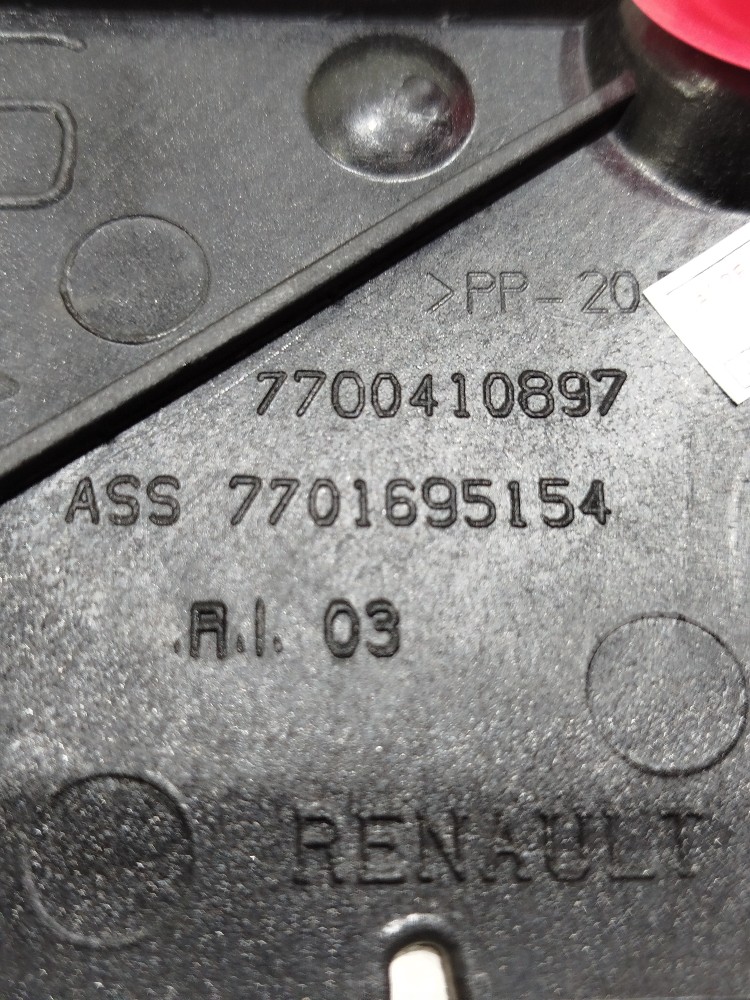 >PP-20
7700410897
ASS 7701695154
R.I. 03
RENAULT